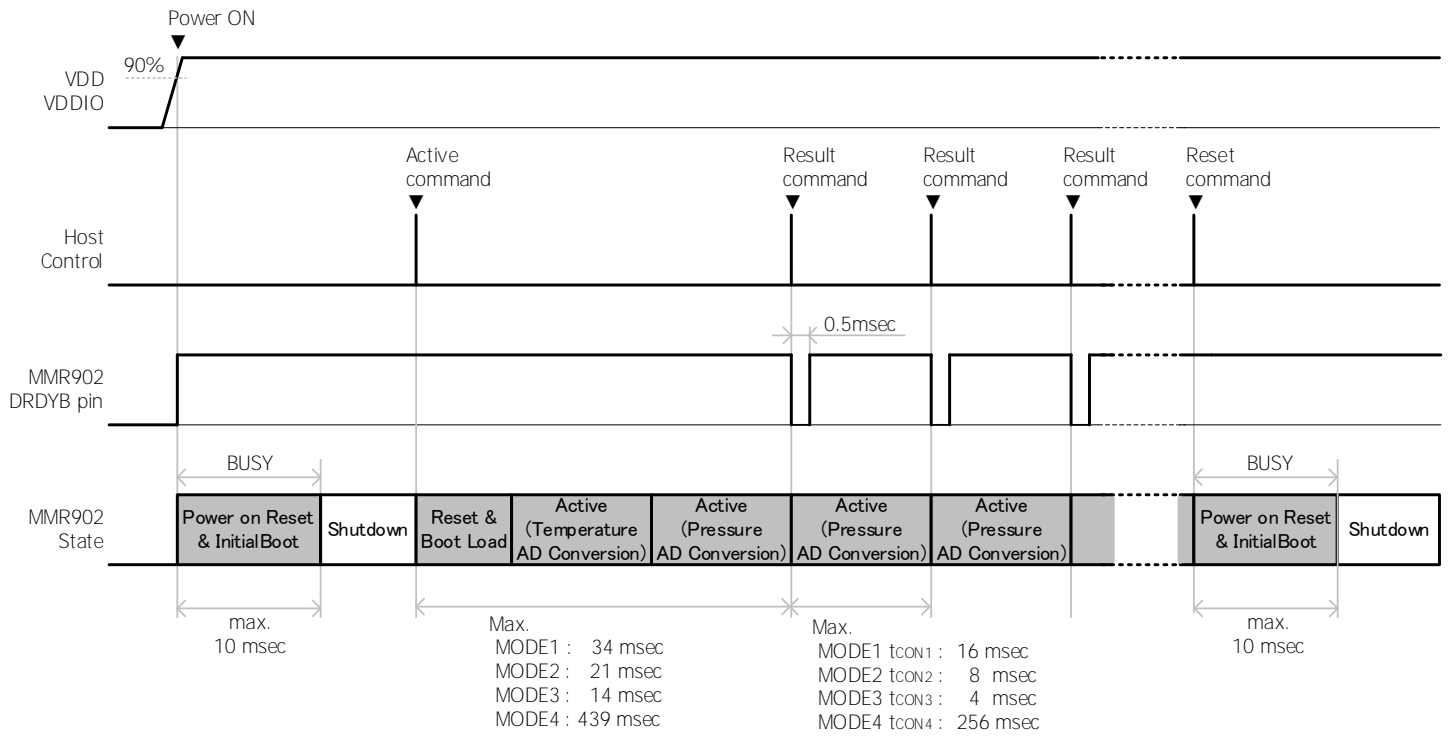 Power ON
90%
VDD
VDDIO
Active
command
Result
command
Result
command
Result
command
Reset
command
Host
Control
0.5msec
MMR902
DRDYB pin
BUSY
BUSY
MMR902
State
Power on Reset
& InitialBoot
Shutdown
Reset &
Boot Load
Active
(Temperature
AD Conversion)
Active
(Pressure
AD Conversion)
Active
(Pressure
AD Conversion)
Active
(Pressure
AD Conversion)
Power on Reset
& InitialBoot
Shutdown
max.
10 msec
Max.
MODE1 : 34 msec
MODE2 : 21 msec
MODE3 : 14 msec
MODE4 : 439 msec
Max.
MODE1 tCON1 : 16 msec
MODE2 tCON2 : 8 msec
MODE3 tCON3 : 4 msec
MODE4 tCON4 : 256 msec
max.
10 msec